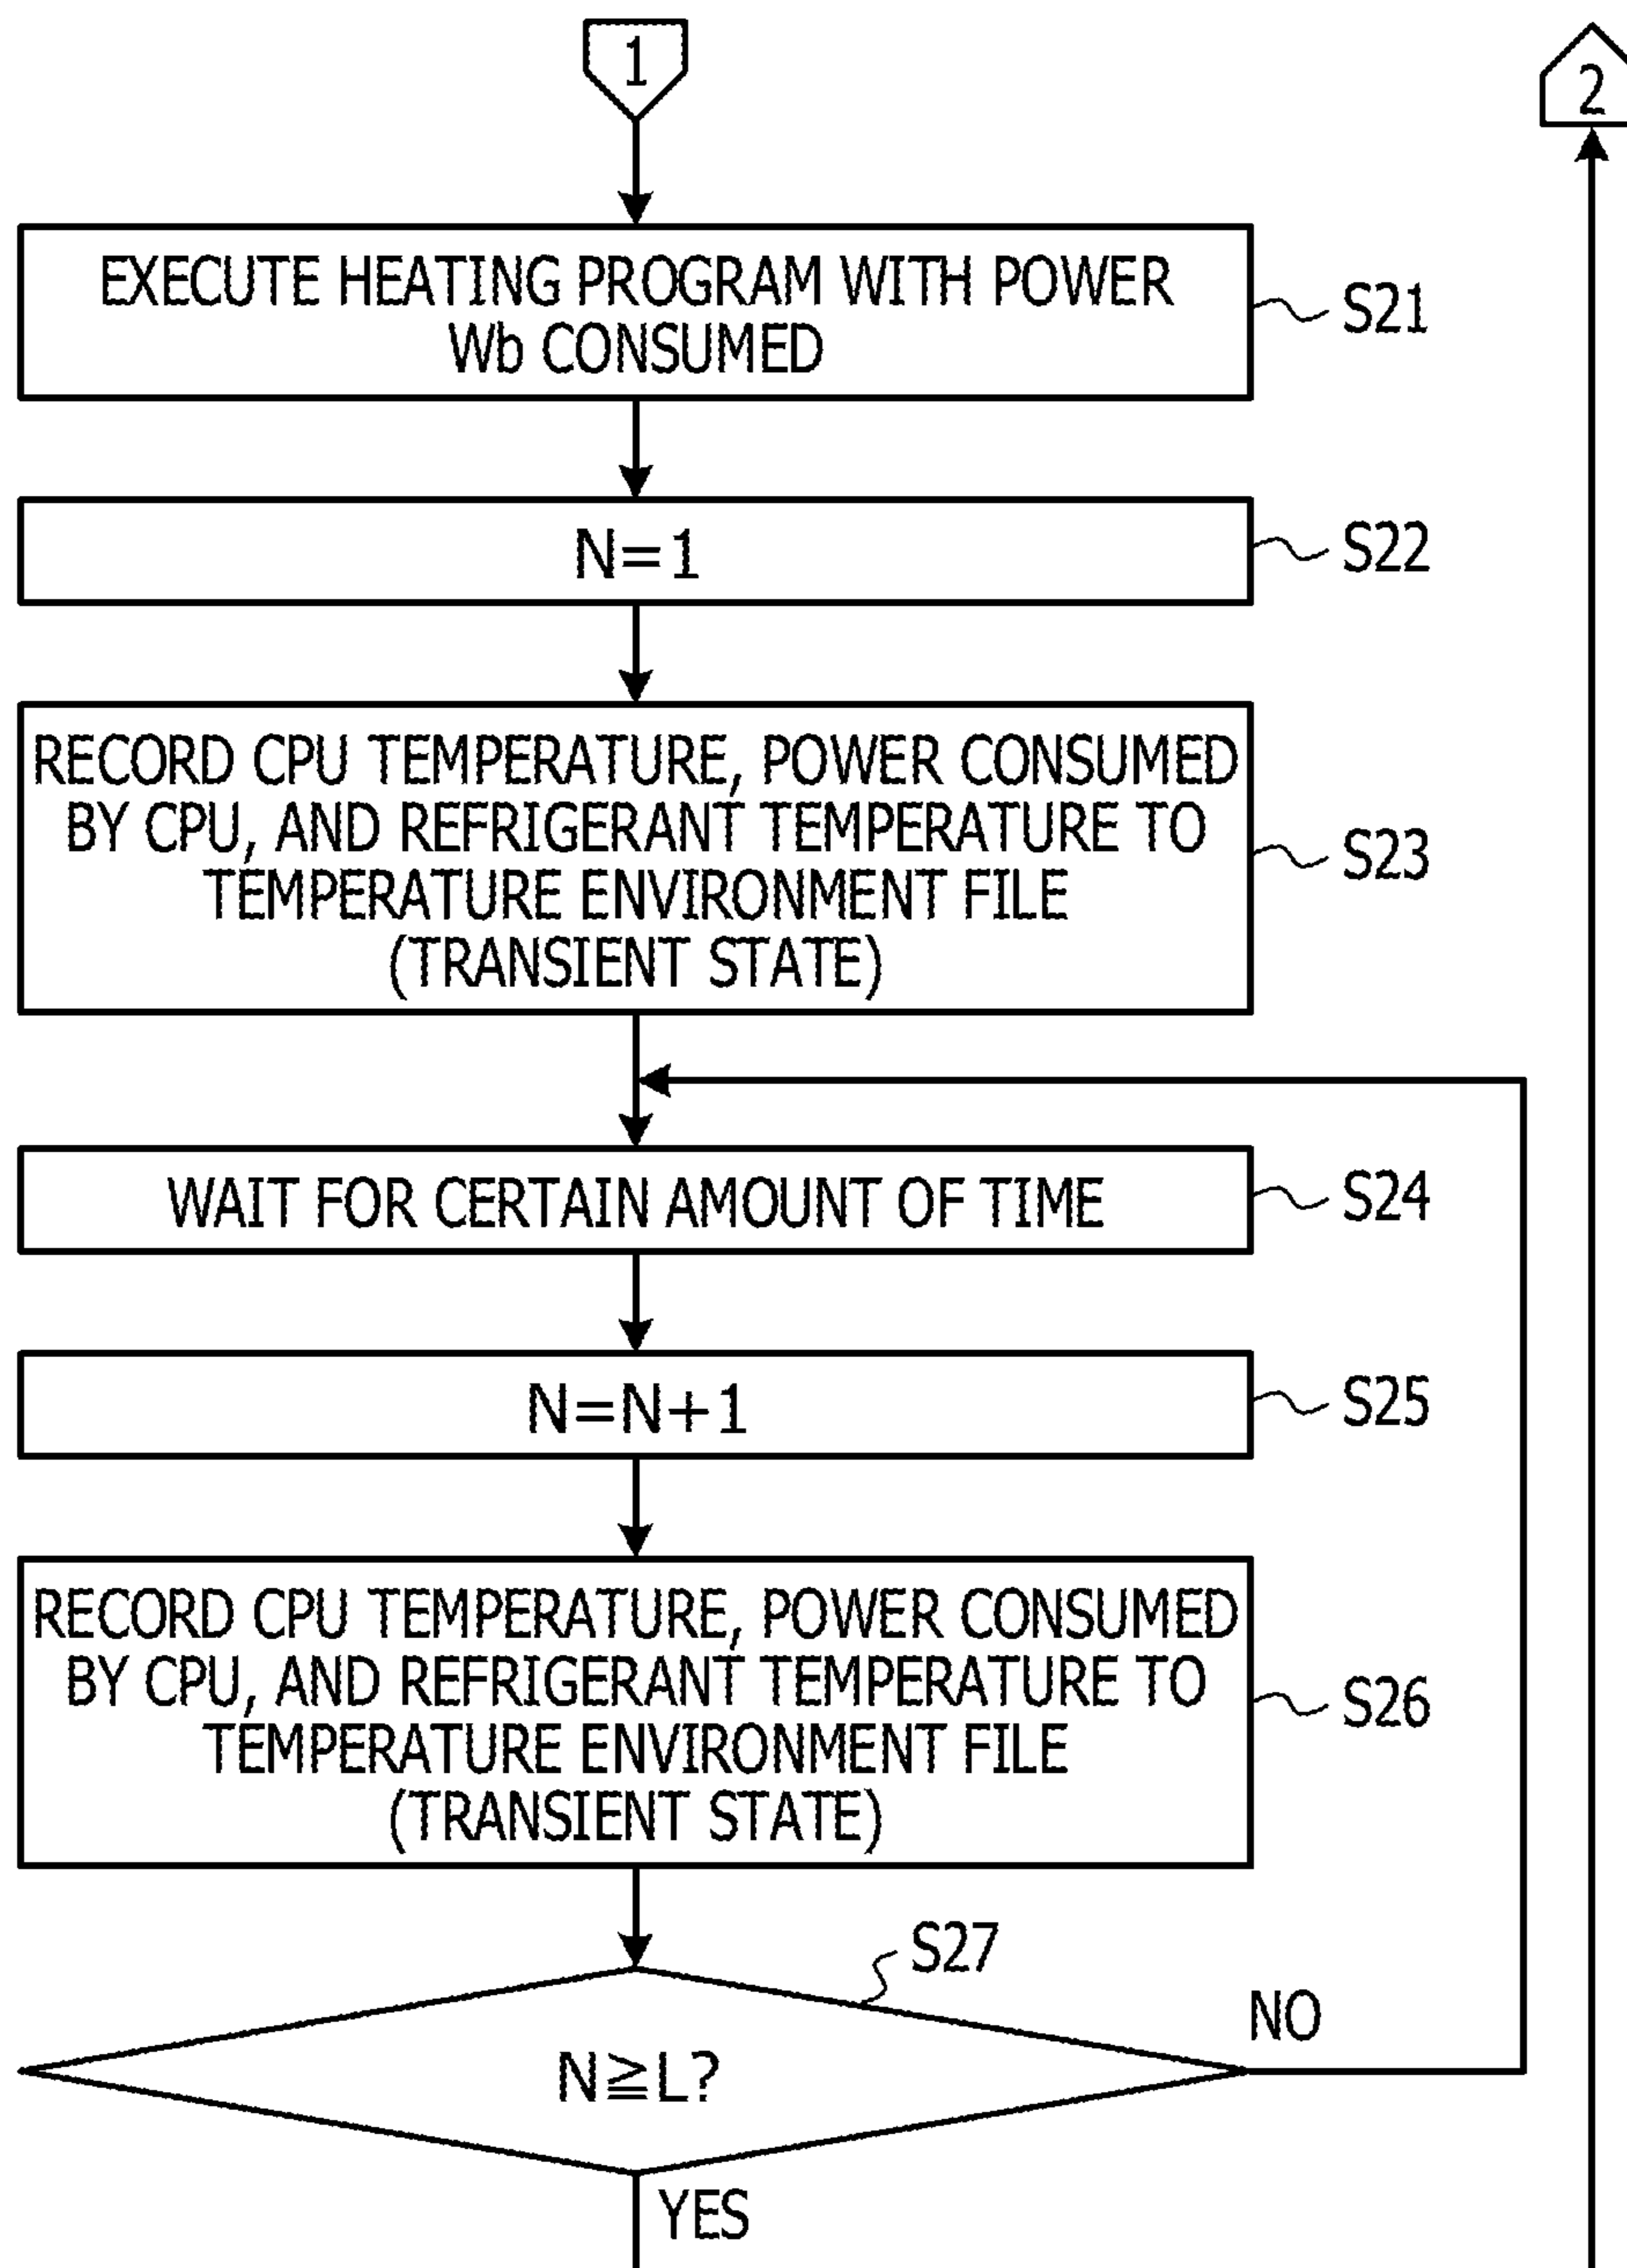 1
2
EXECUTE HEATING PROGRAM WITH POWER
Wb CONSUMED
S21
N=1
S22
RECORD CPU TEMPERATURE, POWER CONSUMED
BY CPU, AND REFRIGERANT TEMPERATURE TO
TEMPERATURE ENVIRONMENT FILE
(TRANSIENT STATE)
S23
WAIT FOR CERTAIN AMOUNT OF TIME
S24
N=N+1
S25
RECORD CPU TEMPERATURE, POWER CONSUMED
BY CPU, AND REFRIGERANT TEMPERATURE TO
TEMPERATURE ENVIRONMENT FILE
(TRANSIENT STATE)
S26
S27
N≧L?
NO
YES